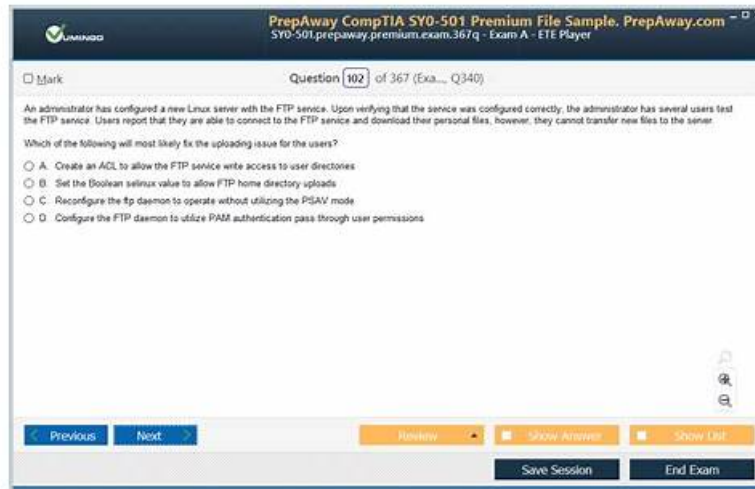 VUMINGO
PrepAway CompTIA SY0-501 Premium File Sample. PrepAway.com
SY0-501.prepaway.premium.exam.367q - Exam A - ETE Player
Mark
Question 102 of 367 (Exa..., Q340)
An administrator has configured a new Linux server with the FTP service. Upon verifying that the service was configured correctly, the administrator has several users test
the FTP service. Users report that they are able to connect to the FTP service and download their personal files, however, they cannot transfer new files to the server.
Which of the following will most likely fix the uploading issue for the users?
A. Create an ACL to allow the FTP service write access to user directories
B. Set the Boolean selinux value to allow FTP home directory uploads
C. Reconfigure the ftp daemon to operate without utilizing the PSAV mode
D. Configure the FTP daemon to utilize PAM authentication pass through user permissions
Previous
Next
Review
Show Answer
Show List
Save Session
End Exam